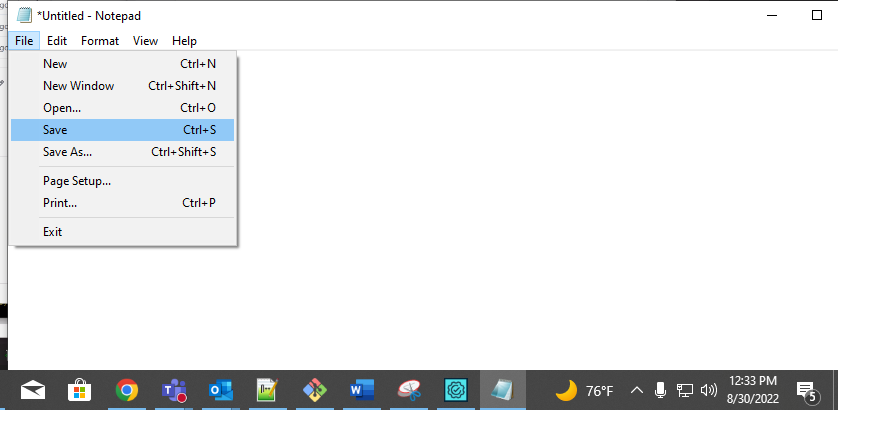 *Untitled - Notepad
File Edit Format View Help
New Ctrl+N
New Window Ctrl+Shift+N
Open... Ctrl+O
Save Ctrl+S
Save As... Ctrl+Shift+S
Page Setup...
Print... Ctrl+P
Exit
76°F
12:33 PM
8/30/2022
5